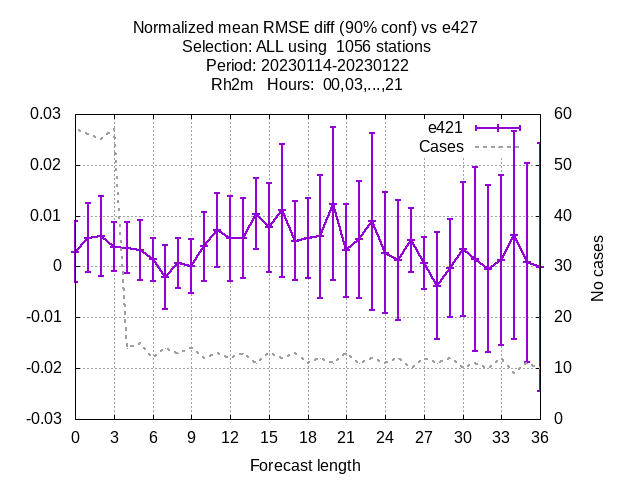 Normalized mean RMSE diff (90% conf) vs e427
Selection: ALL using  1056 stations
Period: 20230114-20230122
Rh2m   Hours:  00,03,...,21
0.03
0.02
0.01
0
-0.01
-0.02
-0.03
e421
Cases
60
50
40
30
20
10
0
No cases
0 3 6 9 12 15 18 21 24 27 30 33 36
Forecast length